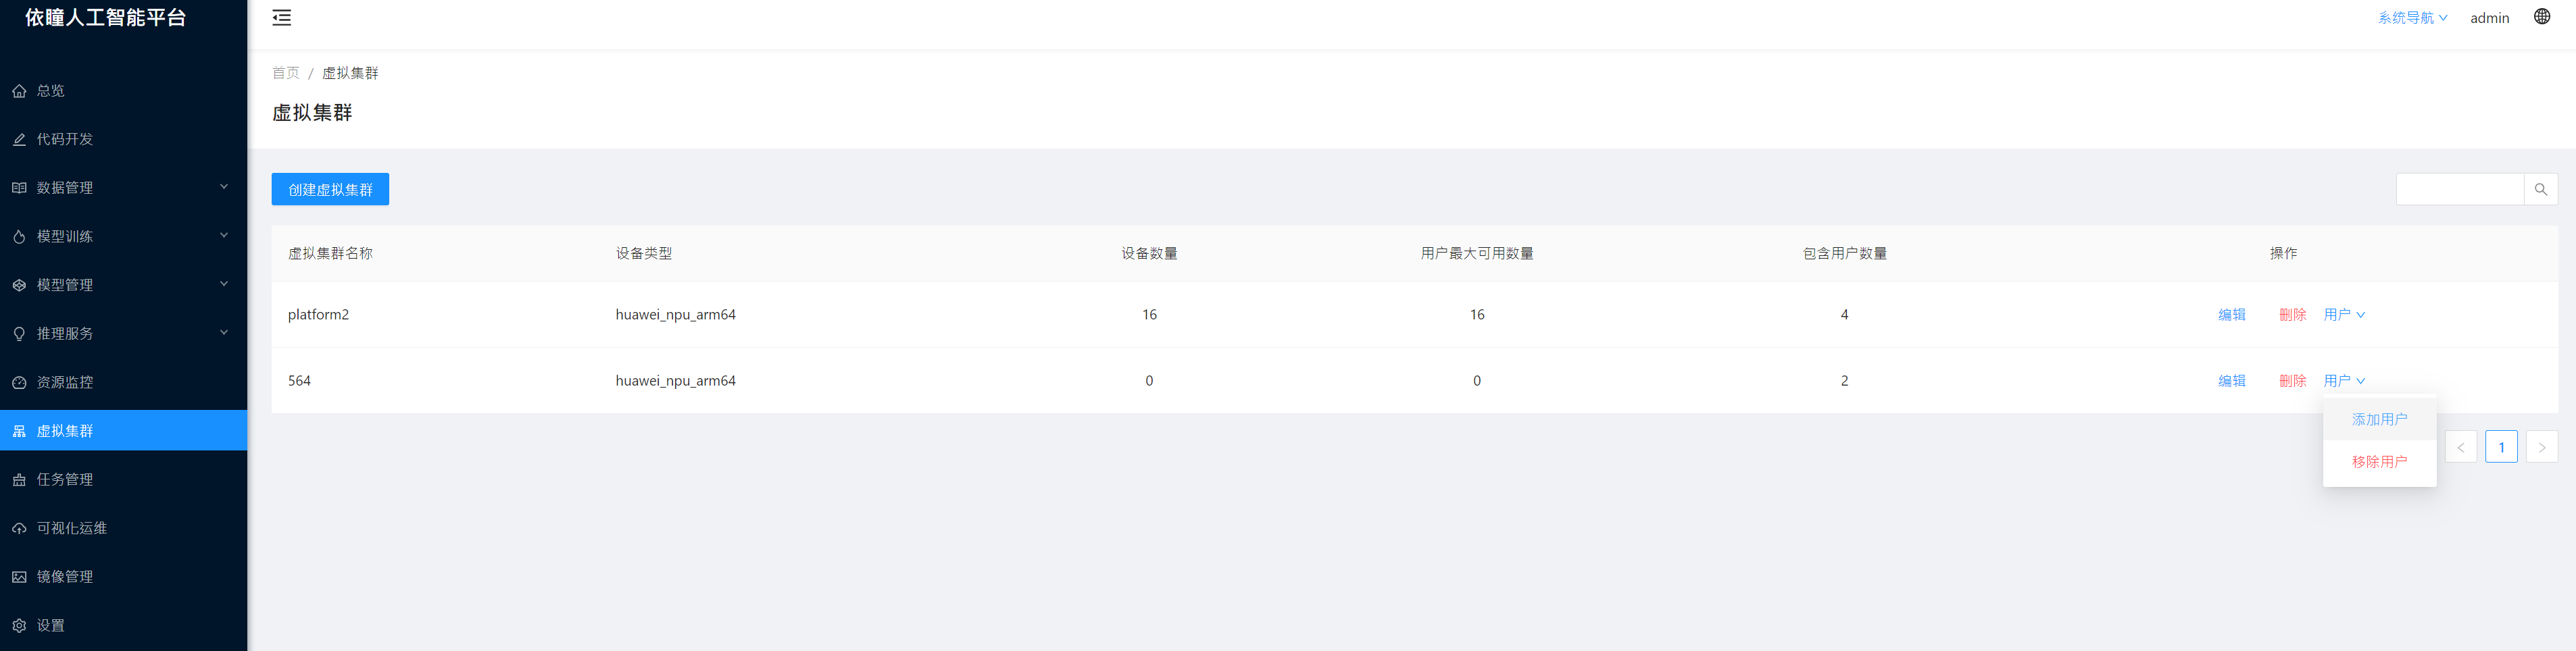 依瞳人工智能平台
系统导航 admin
总览
代码开发
数据管理
模型训练
模型管理
推理服务
资源监控
虚拟集群
任务管理
可视化运维
镜像管理
设置
首页 / 虚拟集群
虚拟集群
创建虚拟集群
虚拟集群名称 设备类型 设备数量 用户最大可用数量 包含用户数量 操作
platform2 huawei_npu_arm64 16 16 4 编辑 删除 用户
564 huawei_npu_arm64 0 0 2 编辑 删除 用户
添加用户
移除用户
< 1 >